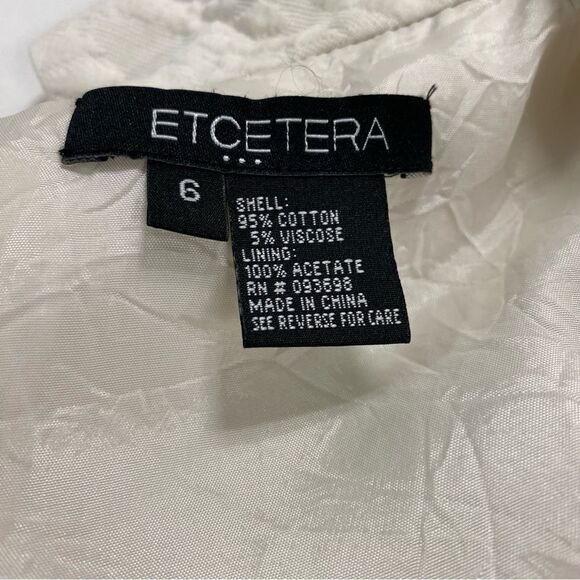 ETCETERA
...
6
SHELL:
95% COTTON
5% VISCOSE
LINING:
100% ACETATE
RN # 093698
MADE IN CHINA
SEE REVERSE FOR CARE